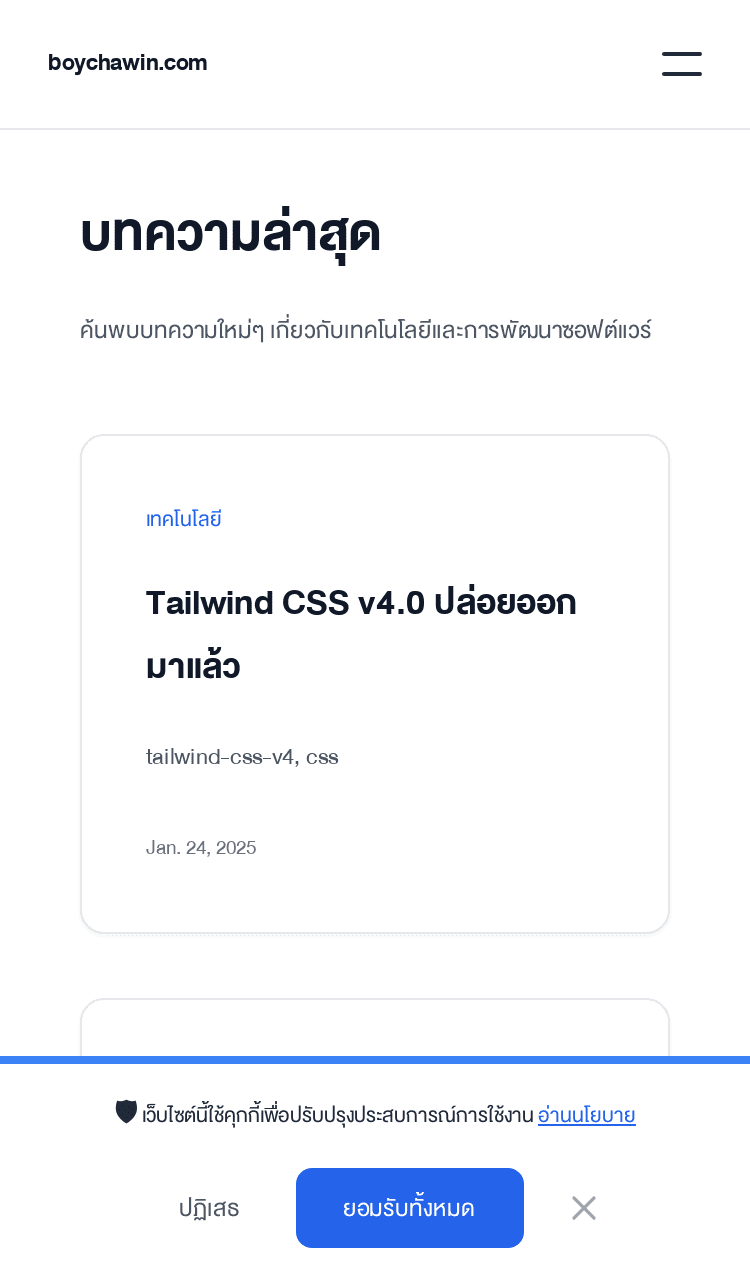 boychawin.com
บทความล่าสุด
ค้นพบบทความใหม่ๆ เกี่ยวกับเทคโนโลยีและการพัฒนาซอฟต์แวร์
เทคโนโลยี
Tailwind CSS v4.0 ปล่อยออก
มาแล้ว
tailwind-css-v4, css
Jan. 24, 2025
เว็บไซต์นี้ใช้คุกกี้เพื่อปรับปรุงประสบการณ์การใช้งาน อ่านนโยบาย
ปฏิเสธ
ยอมรับทั้งหมด